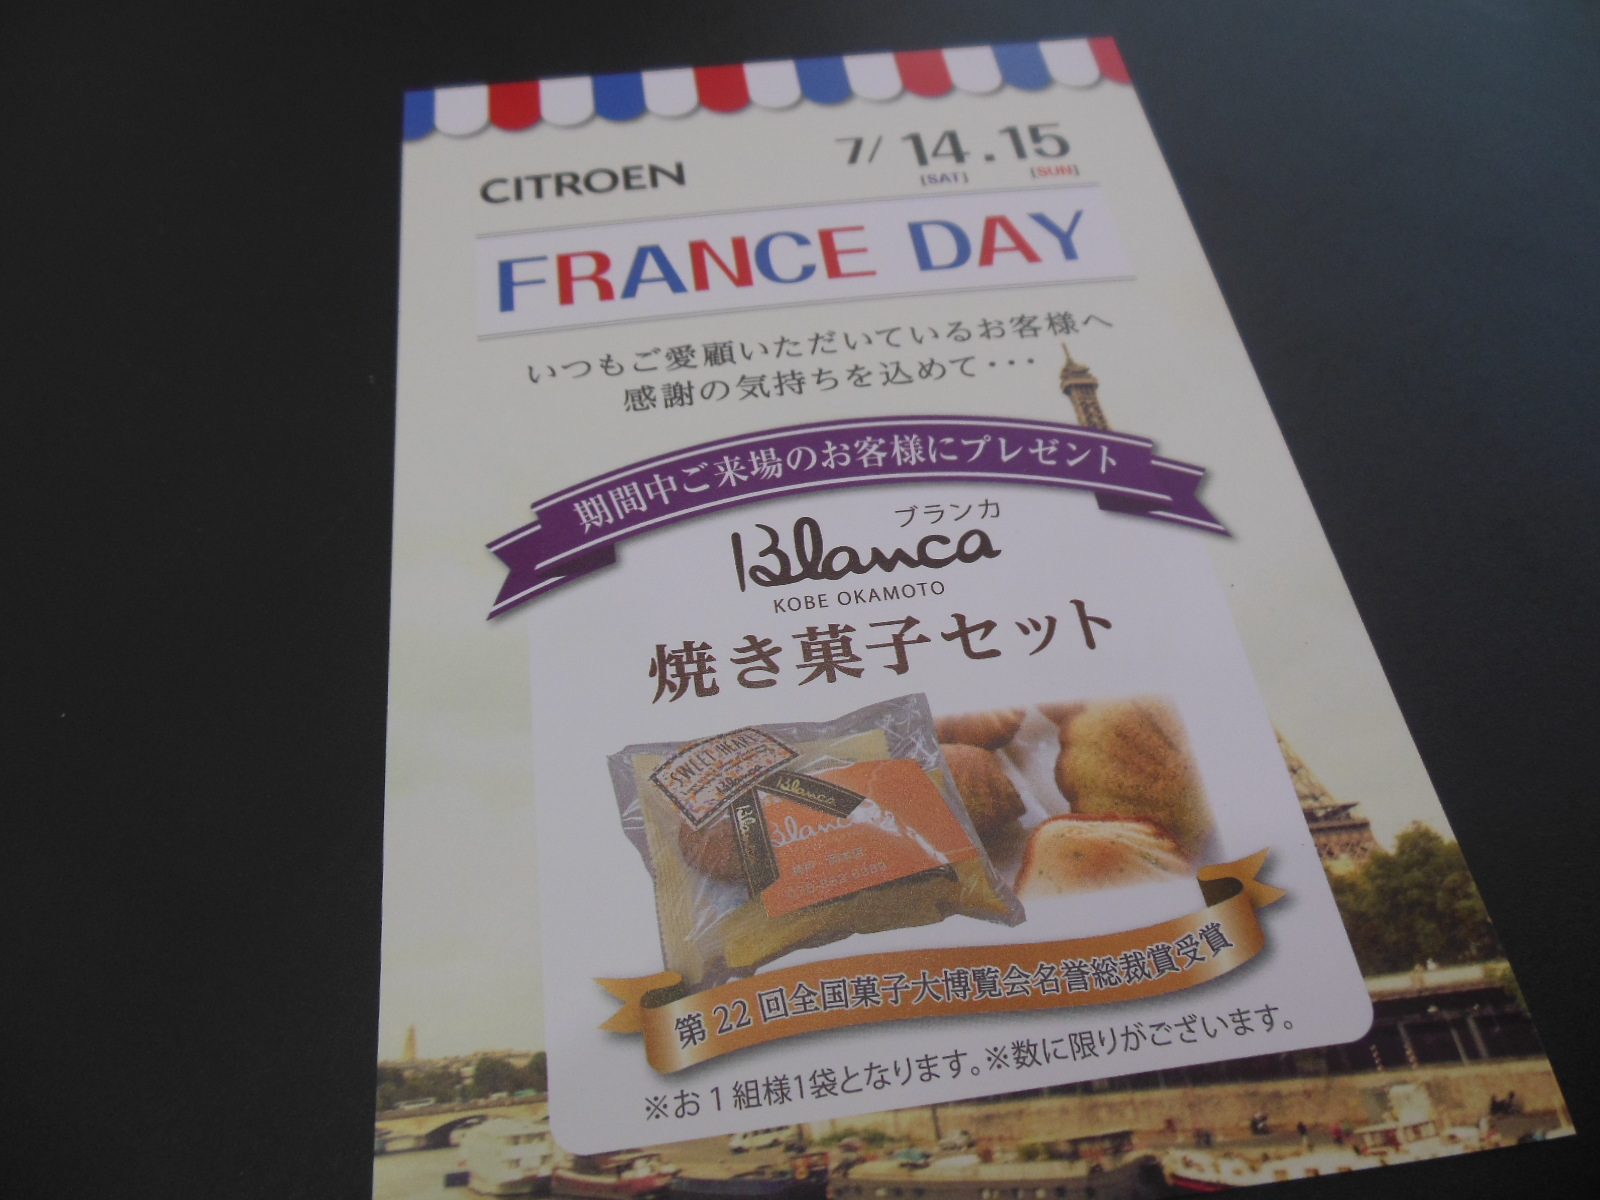 CITROEN
7/14.15
[SAT] [SUN]
FRANCE DAY
いつもご愛顧いただいているお客様へ
感謝の気持ちを込めて・・・
期間中ご来場のお客様にプレゼント
ブランカ
Blanca
KOBE OKAMOTO
焼き菓子セット
SWEET HEART
Blanca
Blanca
Blanca
第22回全国菓子大博覧会名誉総裁賞受賞
※お1組様1袋となります。※数に限りがございます。